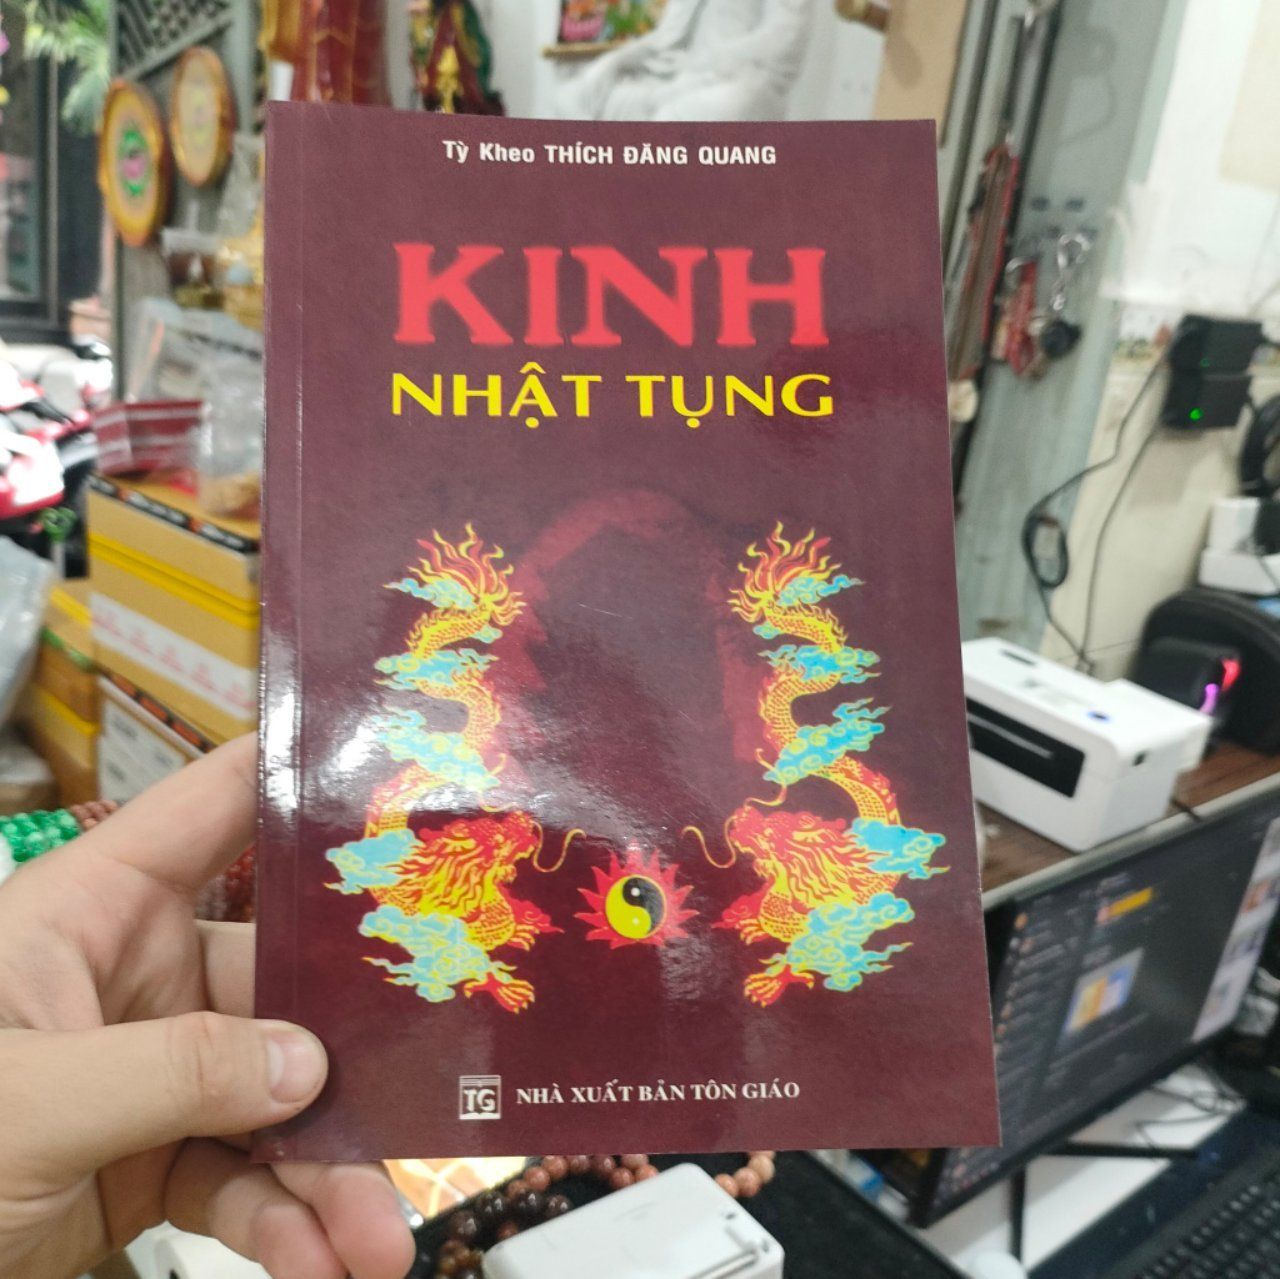 Tỳ Kheo THÍCH ĐĂNG QUANG
KINH
NHẬT TỤNG
TG
NHÀ XUẤT BẢN TÔN GIÁO